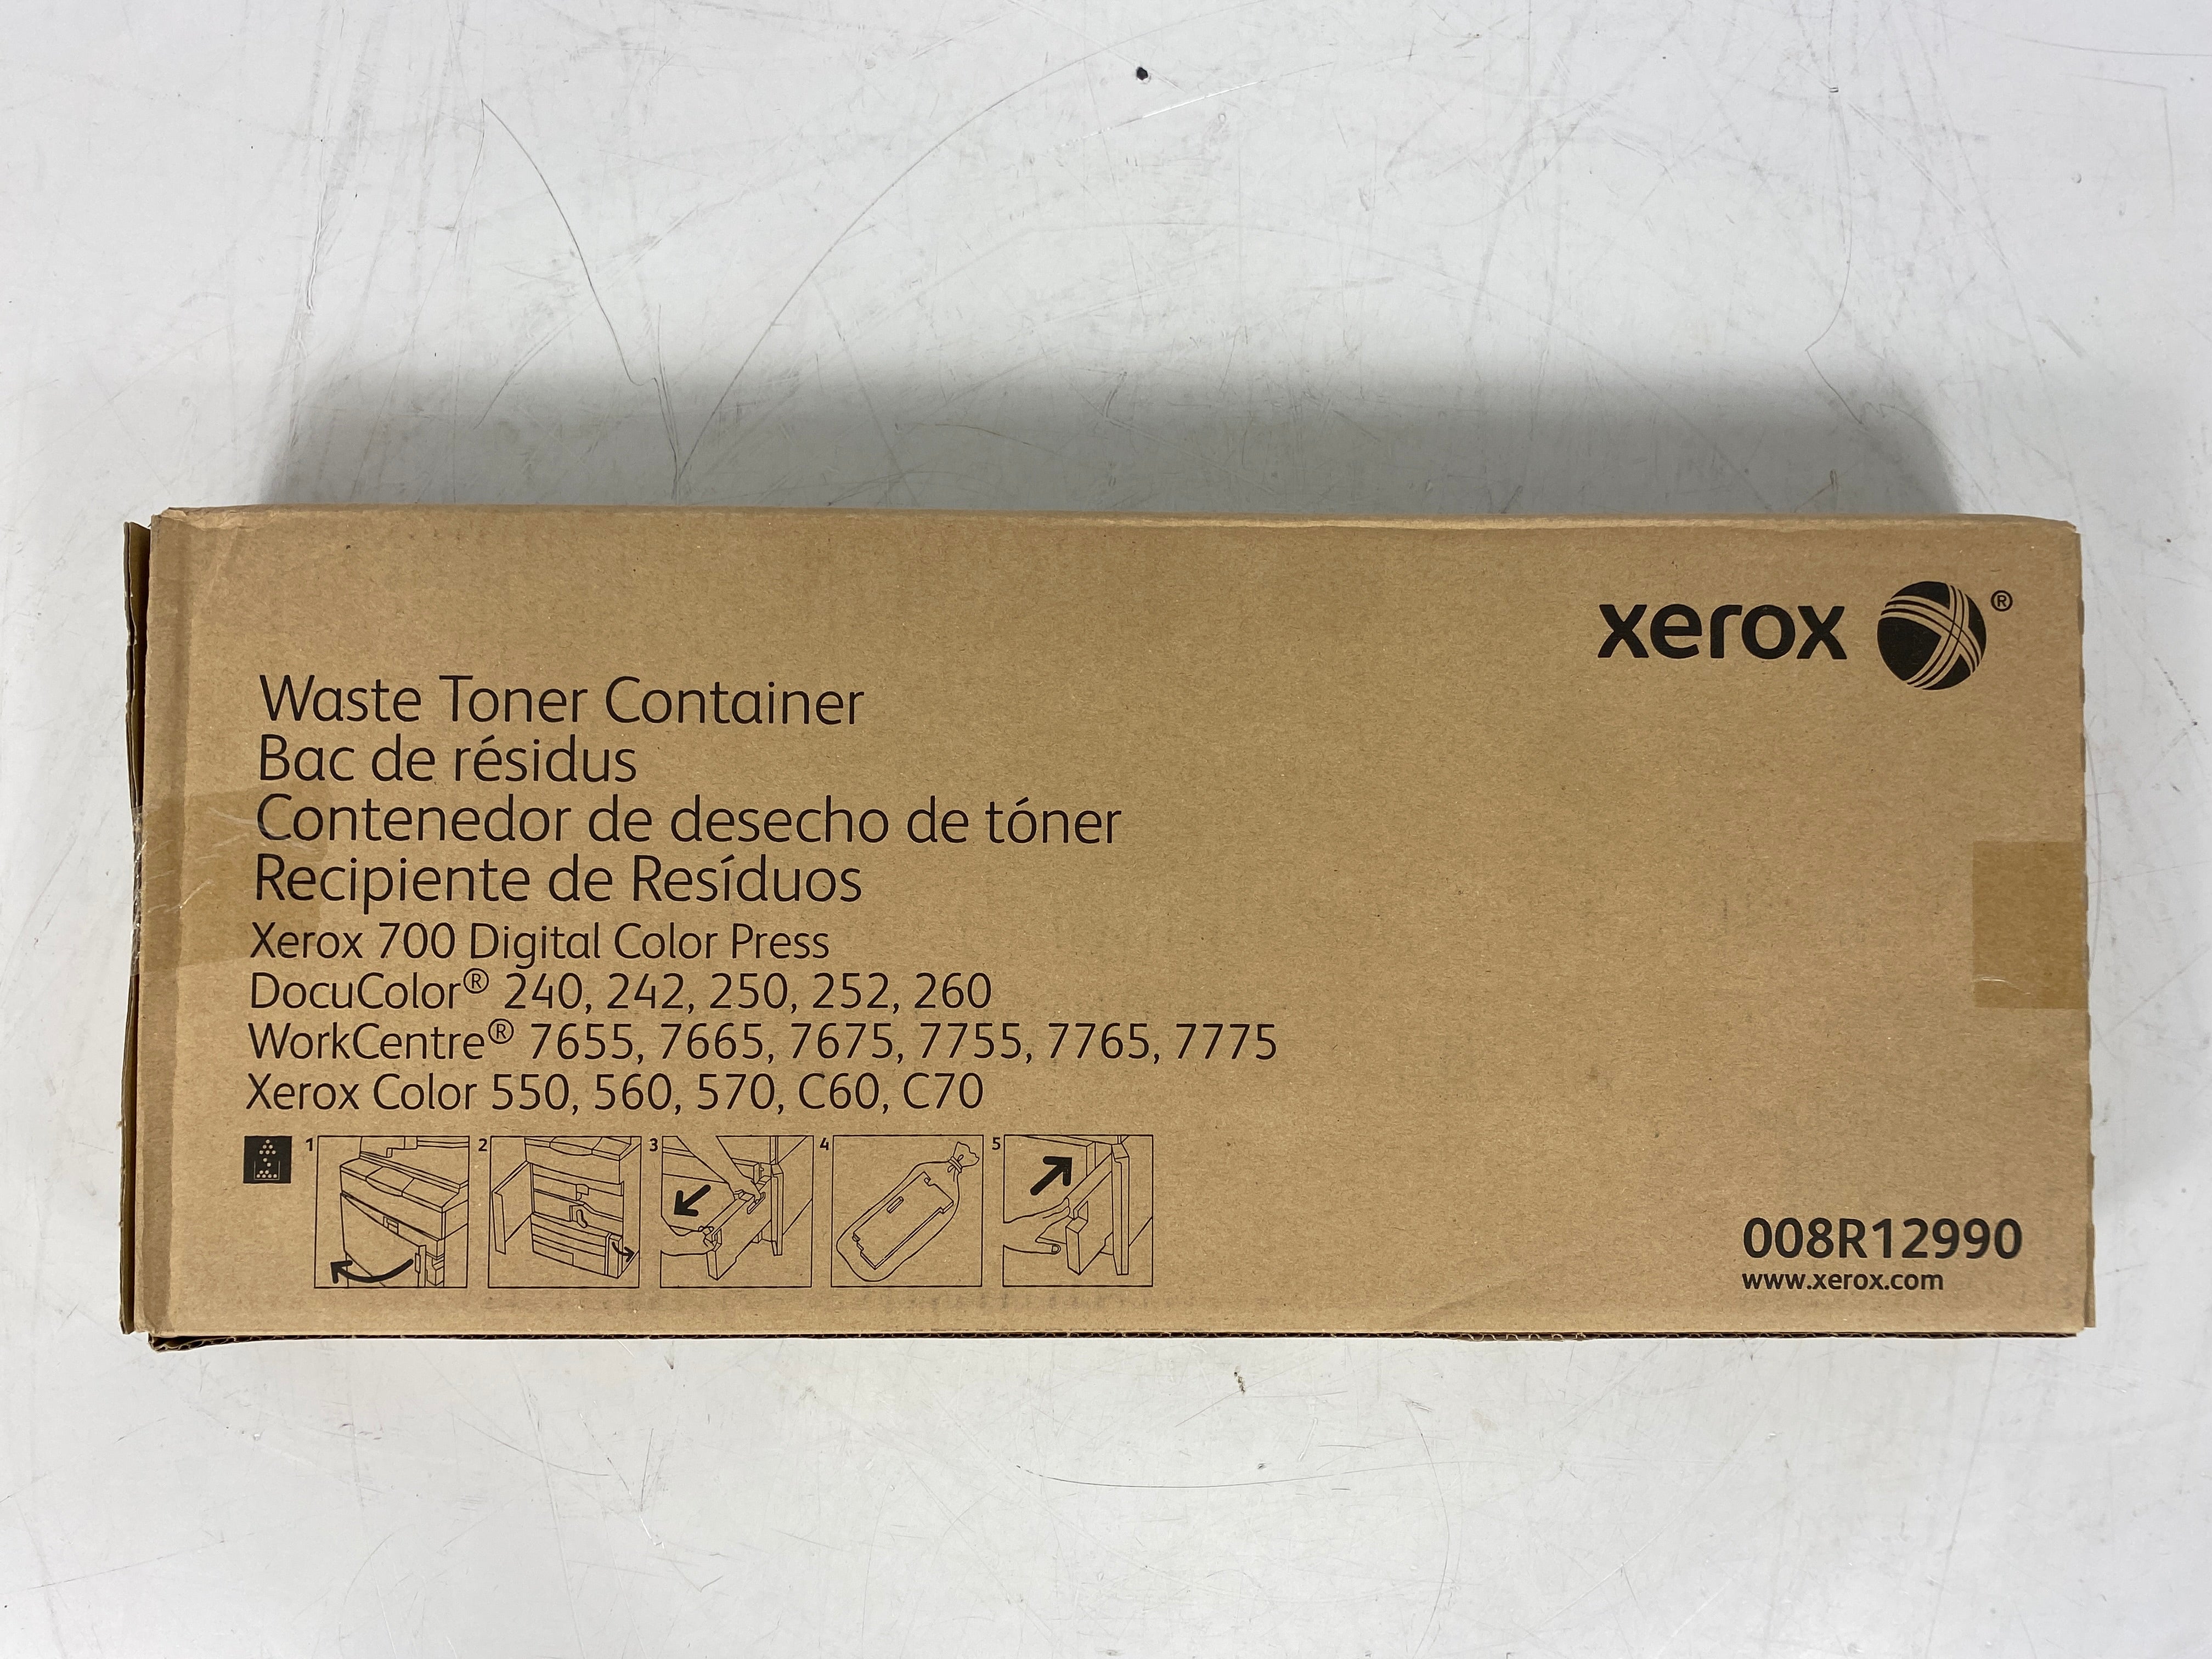 xerox ®
Waste Toner Container
Bac de résidus
Contenedor de desecho de tóner
Recipiente de Resíduos
Xerox 700 Digital Color Press
DocuColor® 240, 242, 250, 252, 260
WorkCentre® 7655, 7665, 7675, 7755, 7765, 7775
Xerox Color 550, 560, 570, C60, C70
1 2 3 4 5
008R12990
www.xerox.com